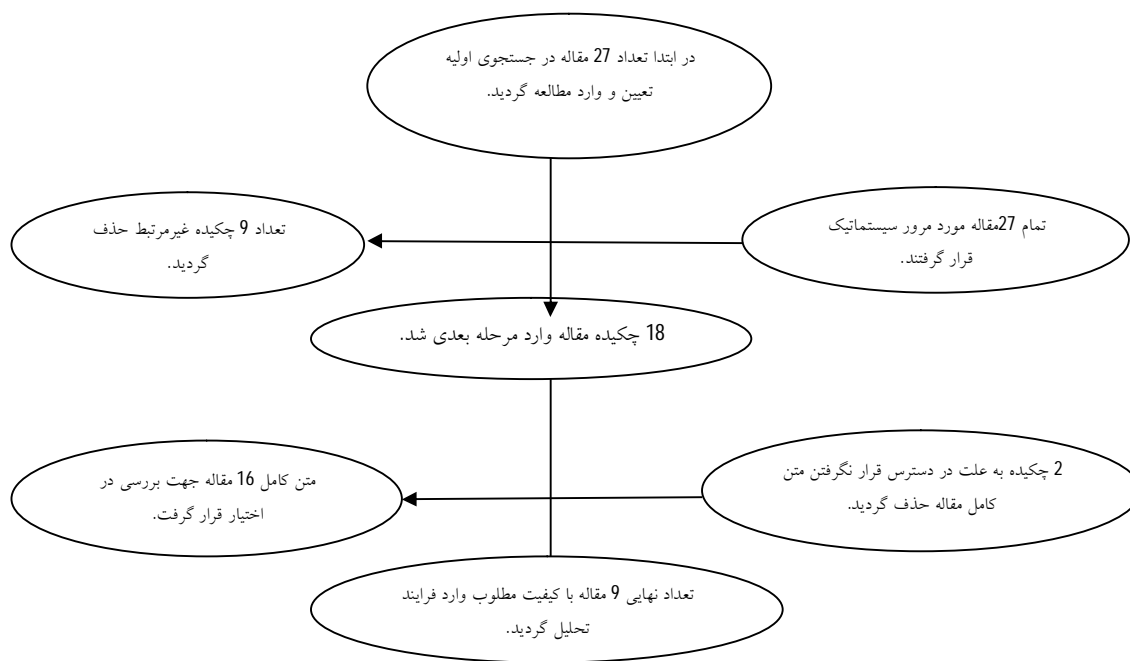 در ابتدا تعداد 27 مقاله در جستجوی اولیه
تعیین و وارد مطالعه گردید.
تمام 27مقاله مورد مرور سیستماتیک
قرار گرفتند.
تعداد 9 چکیده غیرمرتبط حذف
گردید.
18 چکیده مقاله وارد مرحله بعدی شد.
2 چکیده به علت در دسترس قرار نگرفتن متن
کامل مقاله حذف گردید.
متن کامل 16 مقاله جهت بررسی در
اختیار قرار گرفت.
تعداد نهایی 9 مقاله با کیفیت مطلوب وارد فرایند
تحلیل گردید.